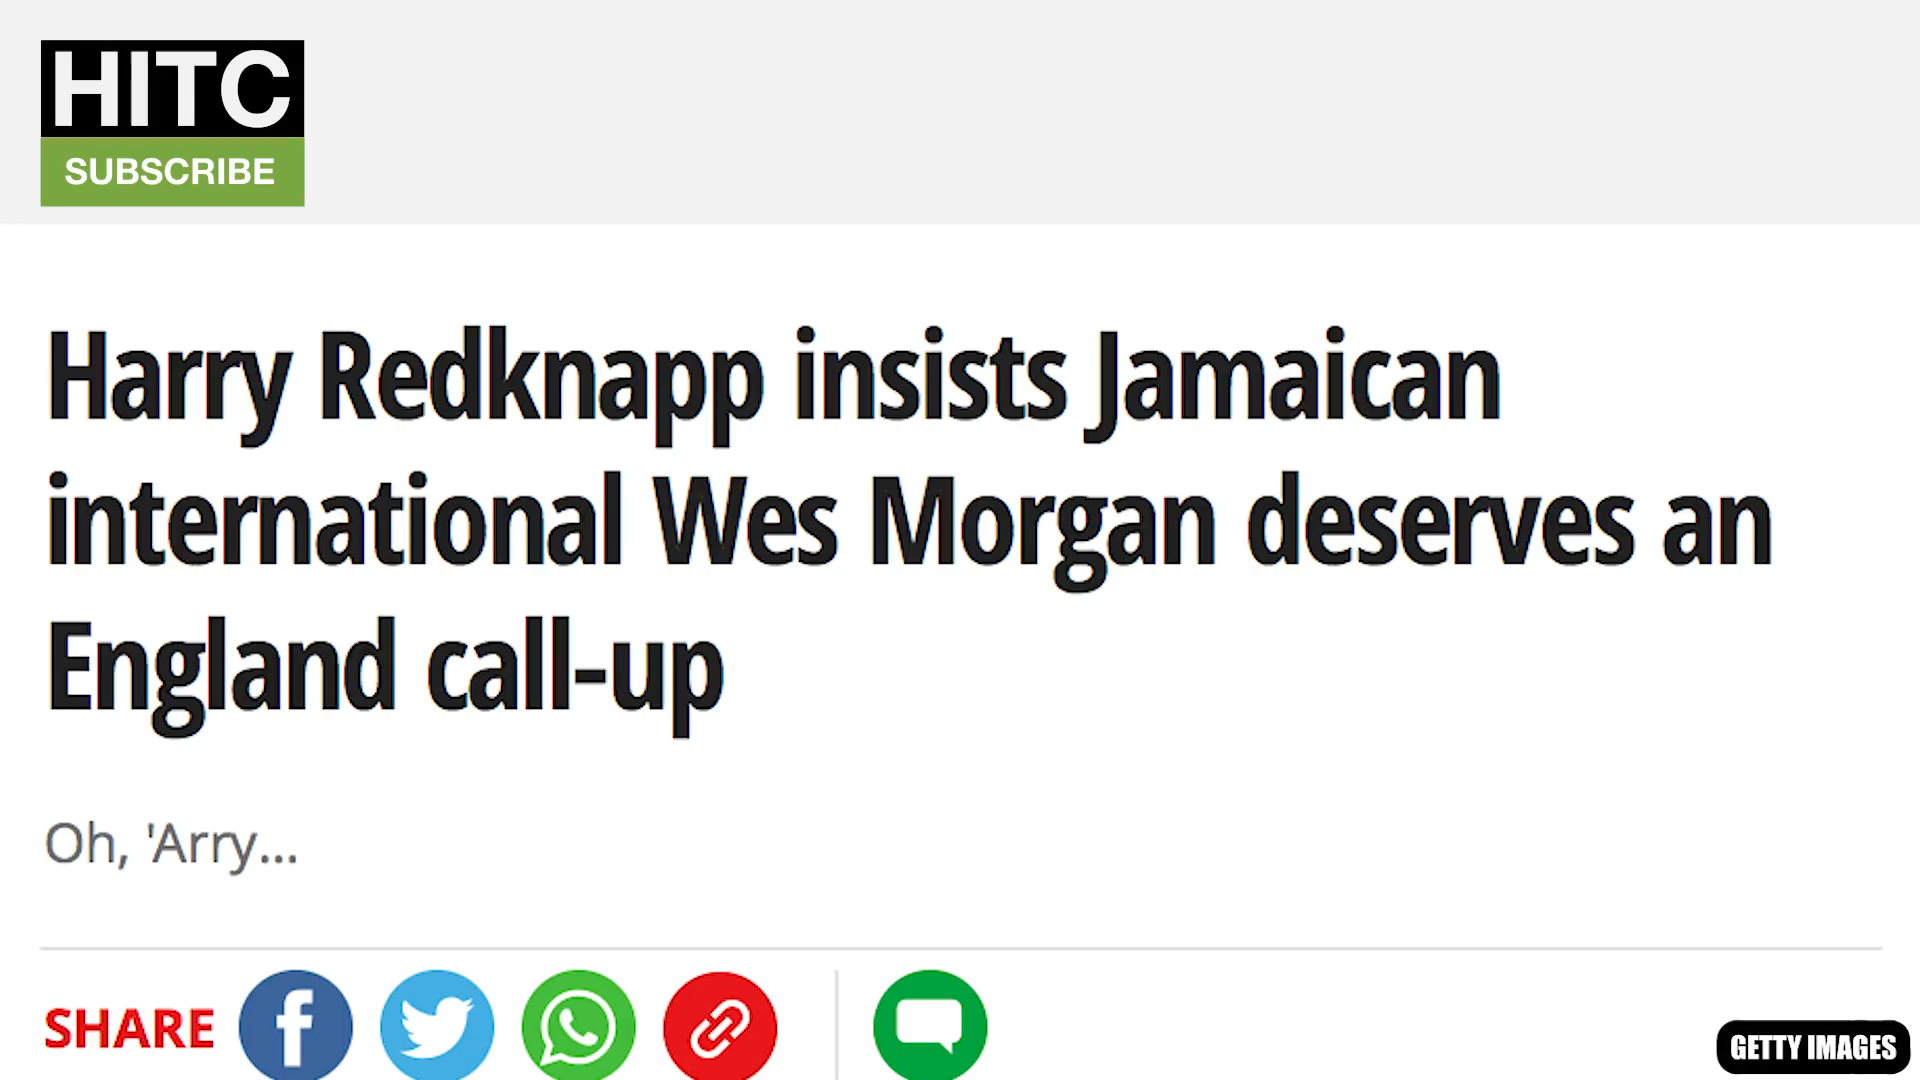 HITC
SUBSCRIBE
Harry Redknapp insists Jamaican
international Wes Morgan deserves an
England call-up
Oh, 'Arry...
SHARE
GETTY IMAGES